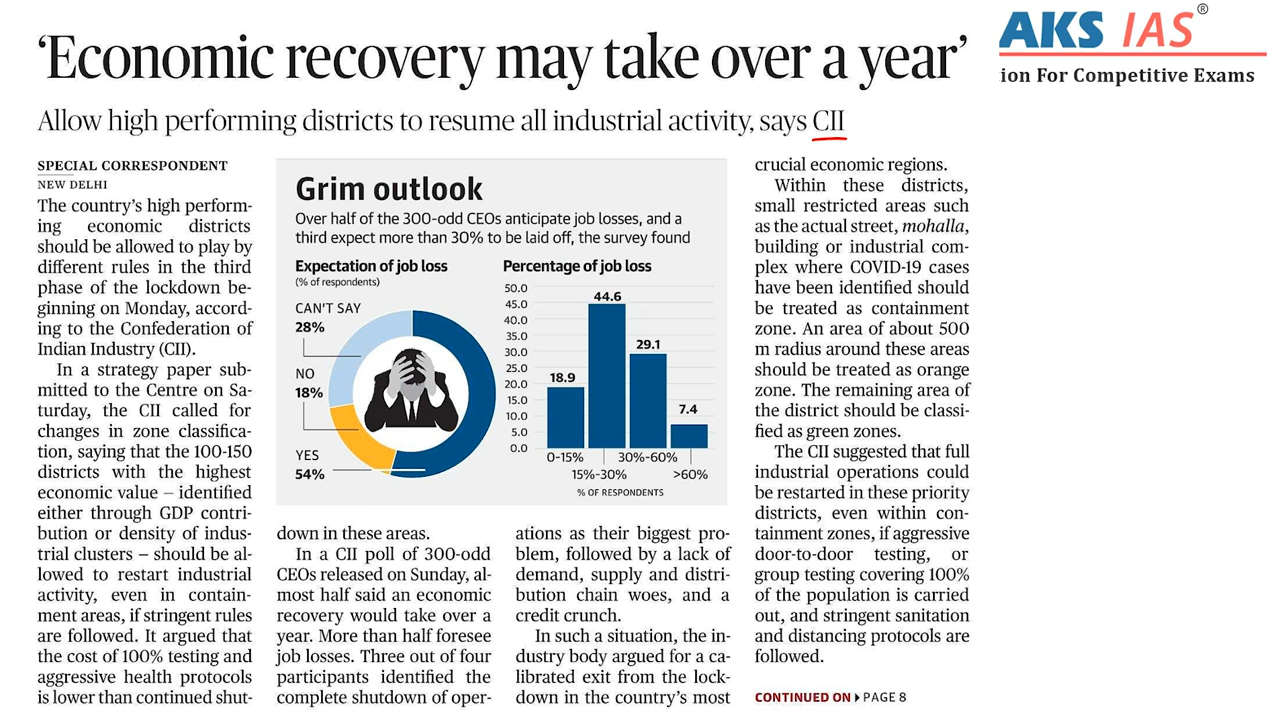 ‘Economic recovery may take over a year’
AKS IAS®
ion For Competitive Exams
Allow high performing districts to resume all industrial activity, says CII
SPECIAL CORRESPONDENT
NEW DELHI
The country’s high perform-
ing economic districts
should be allowed to play by
different rules in the third
phase of the lockdown be-
ginning on Monday, accord-
ing to the Confederation of
Indian Industry (CII).
In a strategy paper sub-
mitted to the Centre on Sa-
turday, the CII called for
changes in zone classifica-
tion, saying that the 100-150
districts with the highest
economic value – identified
either through GDP contri-
bution or density of indus-
trial clusters – should be al-
lowed to restart industrial
activity, even in contain-
ment areas, if stringent rules
are followed. It argued that
the cost of 100% testing and
aggressive health protocols
is lower than continued shut-
Grim outlook
Over half of the 300-odd CEOs anticipate job losses, and a
third expect more than 30% to be laid off, the survey found
Expectation of job loss
(% of respondents)
CAN'T SAY
28%
NO
18%
YES
54%
Percentage of job loss
50.0
45.0
40.0
35.0
30.0
25.0
20.0
15.0
10.0
5.0
0.0
18.9
44.6
29.1
7.4
0-15%
15%-30%
30%-60%
>60%
% OF RESPONDENTS
down in these areas.
In a CII poll of 300-odd
CEOs released on Sunday, al-
most half said an economic
recovery would take over a
year. More than half foresee
job losses. Three out of four
participants identified the
complete shutdown of oper-
ations as their biggest pro-
blem, followed by a lack of
demand, supply and distri-
bution chain woes, and a
credit crunch.
In such a situation, the in-
dustry body argued for a ca-
librated exit from the lock-
down in the country’s most
crucial economic regions.
Within these districts,
small restricted areas such
as the actual street, mohalla,
building or industrial com-
plex where COVID-19 cases
have been identified should
be treated as containment
zone. An area of about 500
m radius around these areas
should be treated as orange
zone. The remaining area of
the district should be classi-
fied as green zones.
The CII suggested that full
industrial operations could
be restarted in these priority
districts, even within con-
tainment zones, if aggressive
door-to-door testing, or
group testing covering 100%
of the population is carried
out, and stringent sanitation
and distancing protocols are
followed.
CONTINUED ON PAGE 8